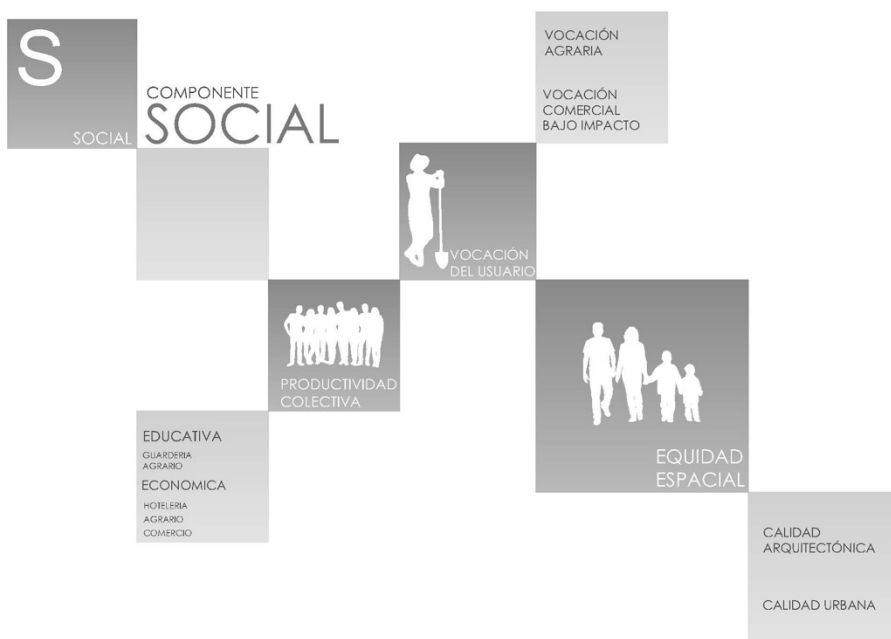 S
SOCIAL
COMPONENTE
SOCIAL
VOCACIÓN
AGRARIA
VOCACIÓN
COMERCIAL
BAJO IMPACTO
VOCACIÓN
DEL USUARIO
PRODUCTIVIDAD
COLECTIVA
EDUCATIVA
GUARDERIA
AGRARIO
ECONOMICA
HOTELERIA
AGRARIO
COMERCIO
EQUIDAD
ESPACIAL
CALIDAD
ARQUITECTÓNICA
CALIDAD URBANA